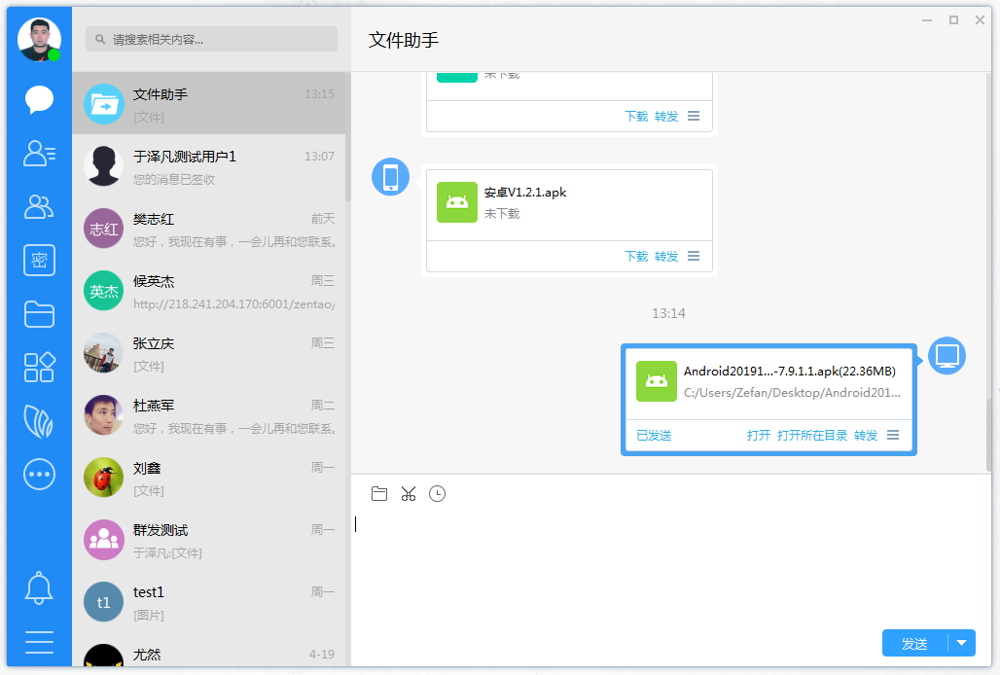 请搜索相关内容...
文件助手
13:15
[文件]
于泽凡测试用户1
13:07
您的消息已签收
志红
樊志红
前天
您好，我现在有事，一会儿再和您联系。
英杰
候英杰
周三
http://218.241.204.170:6001/zentao/
张立庆
周三
[文件]
杜燕军
周二
您好，我现在有事，一会儿再和您联系。
刘鑫
周一
[文件]
群发测试
周一
于泽凡:[文件]
t1
test1
周一
[图片]
尤然
4-19
密
文件助手
未下载
下载 转发
安卓V1.2.1.apk
未下载
下载 转发
13:14
Android20191...-7.9.1.1.apk(22.36MB)
C:/Users/Zefan/Desktop/Android201...
已发送 打开 打开所在目录 转发
发送